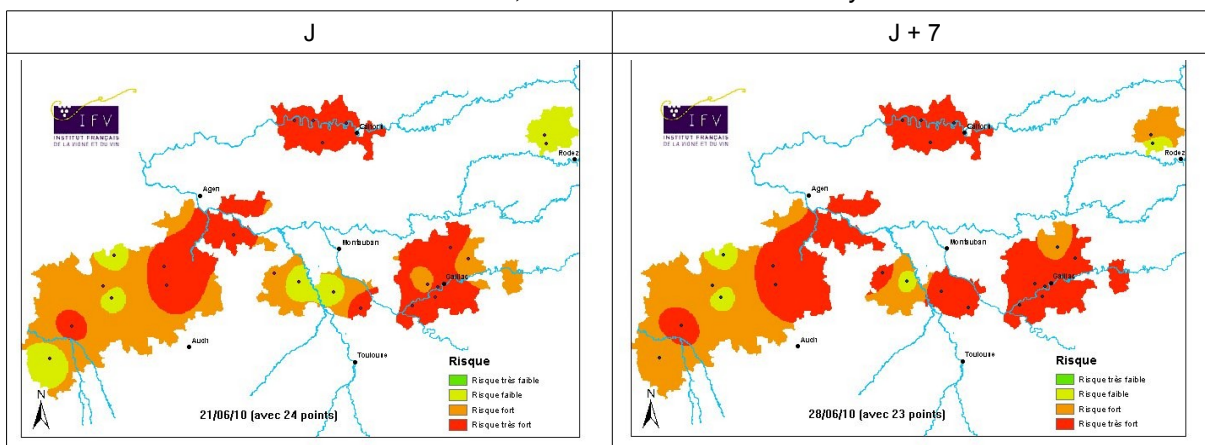 J
J + 7
IFV
INSTITUT FRANÇAIS
DE LA VIGNE ET DU VIN
Rodez
Agen
Montauban
Gaillac
Auch
Toulouse
N
21/06/10 (avec 24 points)
Risque
Risque très faible
Risque faible
Risque fort
Risque très fort
IFV
INSTITUT FRANÇAIS
DE LA VIGNE ET DU VIN
Rodez
Agen
Montauban
Gaillac
Auch
Toulouse
N
28/06/10 (avec 23 points)
Risque
Risque très faible
Risque faible
Risque fort
Risque très fort